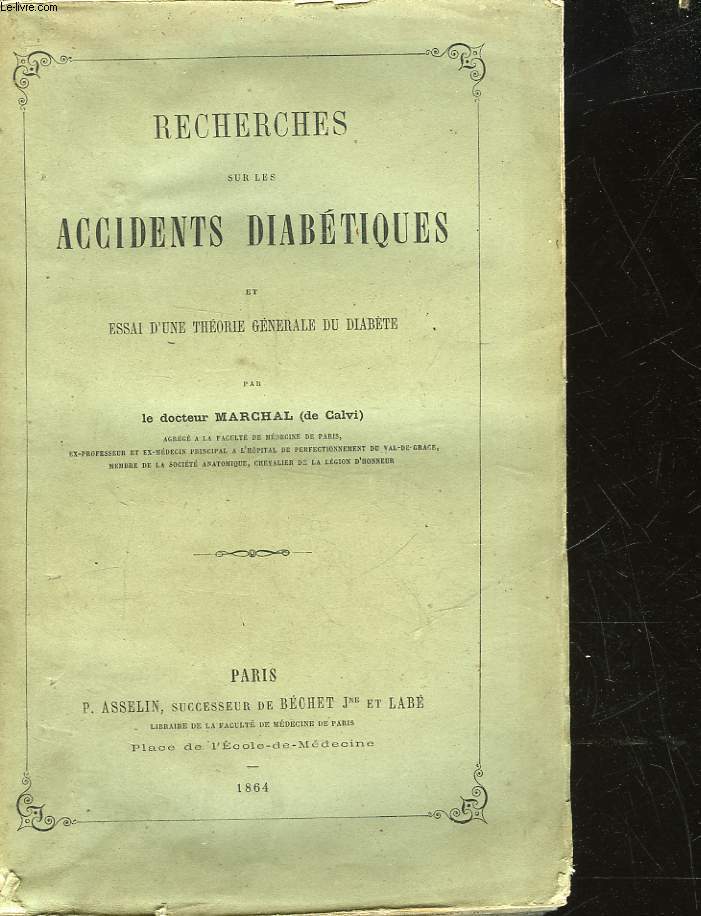 Le-livre.com
RECHERCHES
SUR LES
ACCIDENTS DIABÉTIQUES
ET
ESSAI D'UNE THÉORIE GÉNERALE DU DIABÈTE
PAR
le docteur MARCHAL (de Calvi)
AGRÉGÉ A LA FACULTÉ DE MÉDECINE DE PARIS,
EX-PROFESSEUR ET EX-MÉDECIN PRINCIPAL A L'HÔPITAL DE PERFECTIONNEMENT DU VAL-DE-GRACE,
MEMBRE DE LA SOCIÉTÉ ANATOMIQUE, CHEVALIER DE LA LÉGION D'HONNEUR
PARIS
P. ASSELIN, SUCCESSEUR DE BÉCHET JNE ET LABÉ
LIBRAIRE DE LA FACULTÉ DE MÉDECINE DE PARIS
Place de l'École-de-Médecine
1864